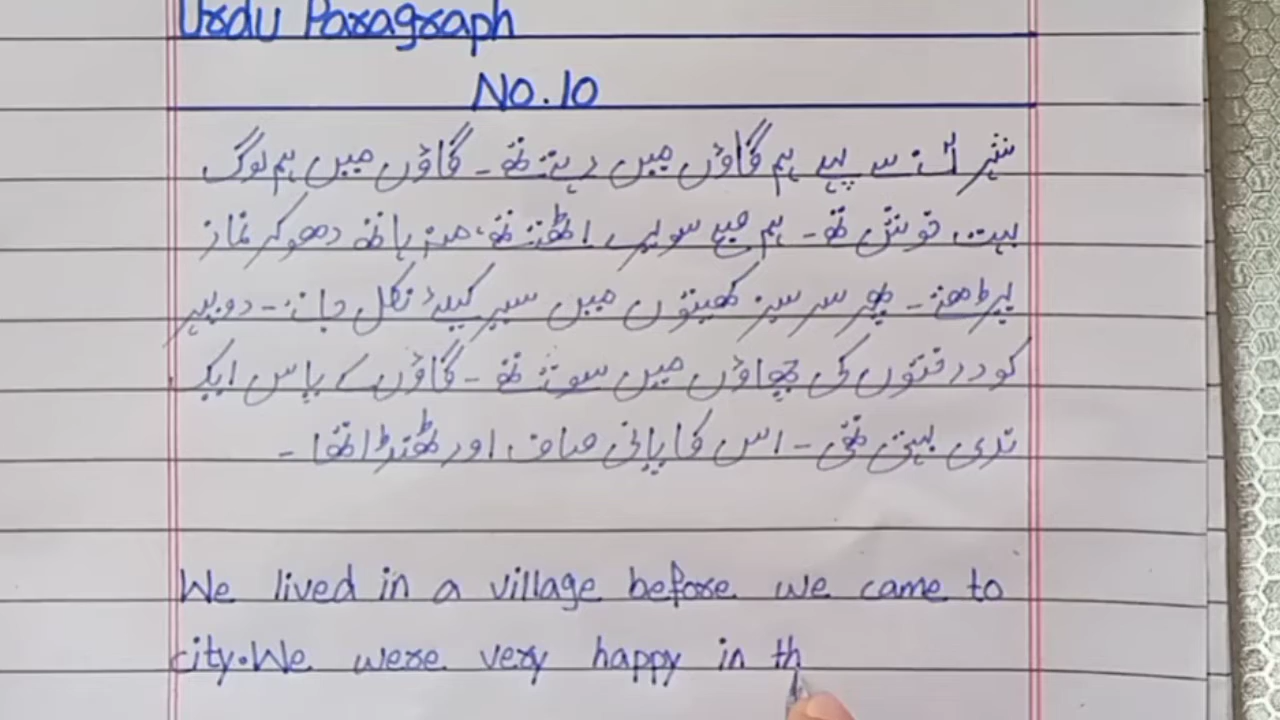 Urdu Paragraph
No.10
شہر آنے سے پہلے ہم گاؤں میں رہتے تھے۔ گاؤں میں ہم لوگ
بہت خوش تھے۔ ہم صبح سویرے اٹھتے تھے، منہ ہاتھ دھو کر نماز
پڑھتے۔ پھر سرسبز کھیتوں میں سیر کیلئے نکل جاتے۔ دوپہر
کو درختوں کی چھاؤں میں سوتے تھے۔ گاؤں کے پاس ایک
ندی بہتی تھی۔ اس کا پانی صاف اور ٹھنڈا تھا۔
We lived in a village before we came to
city. We were very happy in th